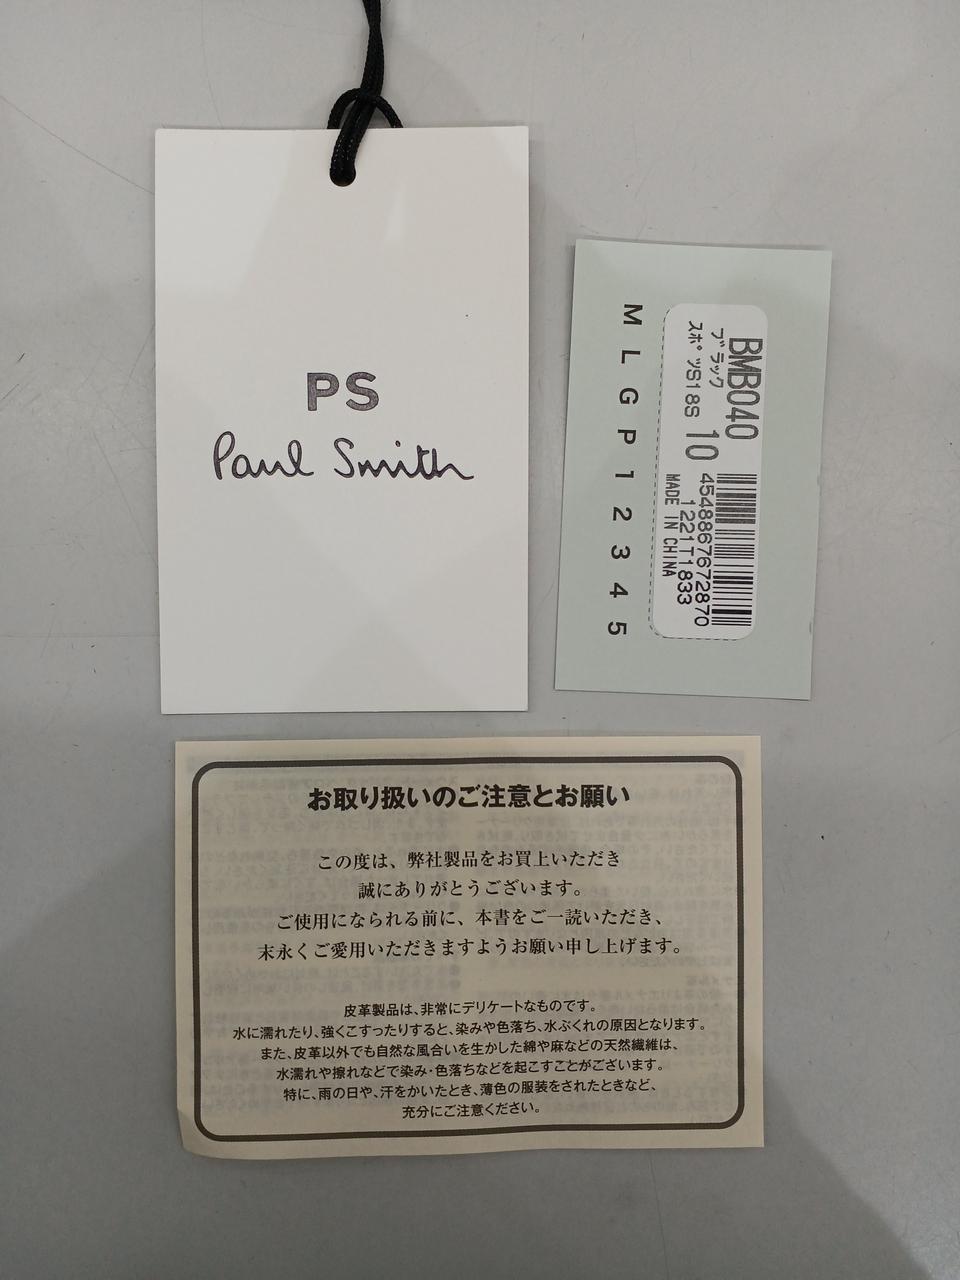 PS
Paul Smith
M L G P 1 2 3 4 5
BMB040
ブラック
スポーツS18S 10
4548867672870
1221T1833
MADE IN CHINA
お取り扱いのご注意とお願い
この度は、弊社製品をお買上いただき
誠にありがとうございます。
ご使用になられる前に、本書をご一読いただき、
末永くご愛用いただきますようお願い申し上げます。
皮革製品は、非常にデリケートなものです。
水に濡れたり、強くこすったりすると、染みや色落ち、水ぶくれの原因となります。
また、皮革以外でも自然な風合いを生かした綿や麻などの天然繊維は、
水濡れや擦れなどで染み・色落ちなどを起こすことがございます。
特に、雨の日や、汗をかいたとき、薄色の服装をされたときなど、
充分にご注意ください。